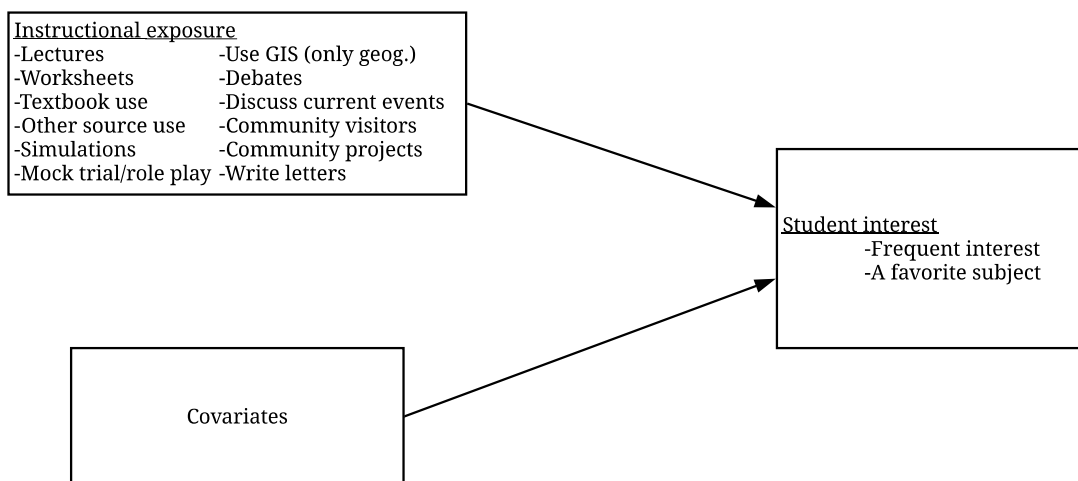 Instructional exposure
-Lectures -Use GIS (only geog.)
-Worksheets -Debates
-Textbook use -Discuss current events
-Other source use -Community visitors
-Simulations -Community projects
-Mock trial/role play -Write letters
Student interest
-Frequent interest
-A favorite subject
Covariates